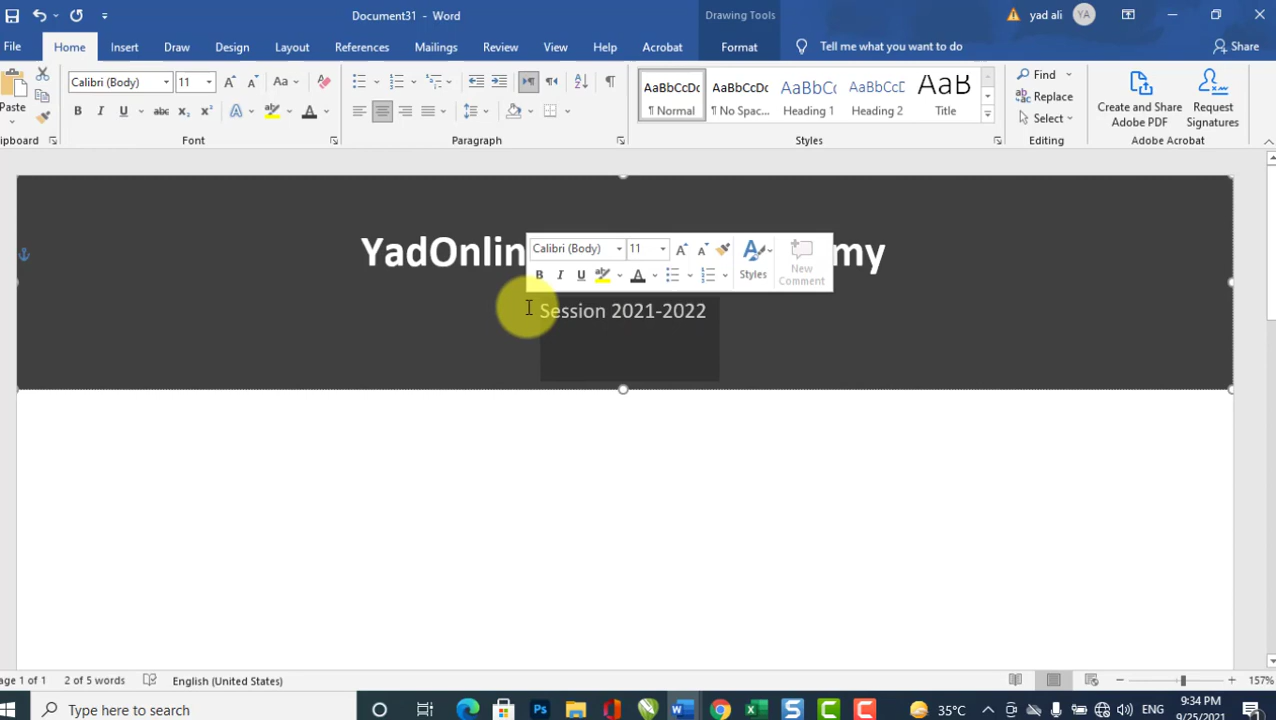 Document31 - Word
Drawing Tools
yad ali
YA
File
Home
Insert
Draw
Design
Layout
References
Mailings
Review
View
Help
Acrobat
Format
Tell me what you want to do
Share
Paste
Calibri (Body)
11
Aa
AaBbCcDc
AaBbCcDc
AaBbCc
AaBbCcC
AaB
¶ Normal
¶ No Spac...
Heading 1
Heading 2
Title
Find
Replace
Select
Create and Share
Adobe PDF
Request
Signatures
ipboard
Font
Paragraph
Styles
Editing
Adobe Acrobat
YadOnlin
my
Calibri (Body)
11
Styles
New
Comment
Session 2021-2022
age 1 of 1
2 of 5 words
English (United States)
157%
Type here to search
35°C
ENG
9:34 PM
9/25/2021